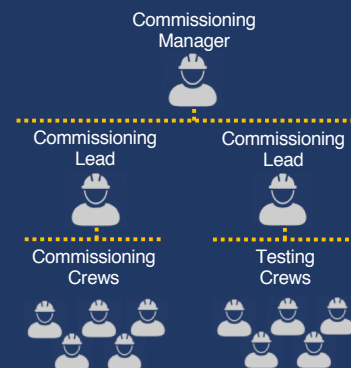 Commissioning
Manager
Commissioning
Lead
Commissioning
Lead
Commissioning
Crews
Testing
Crews